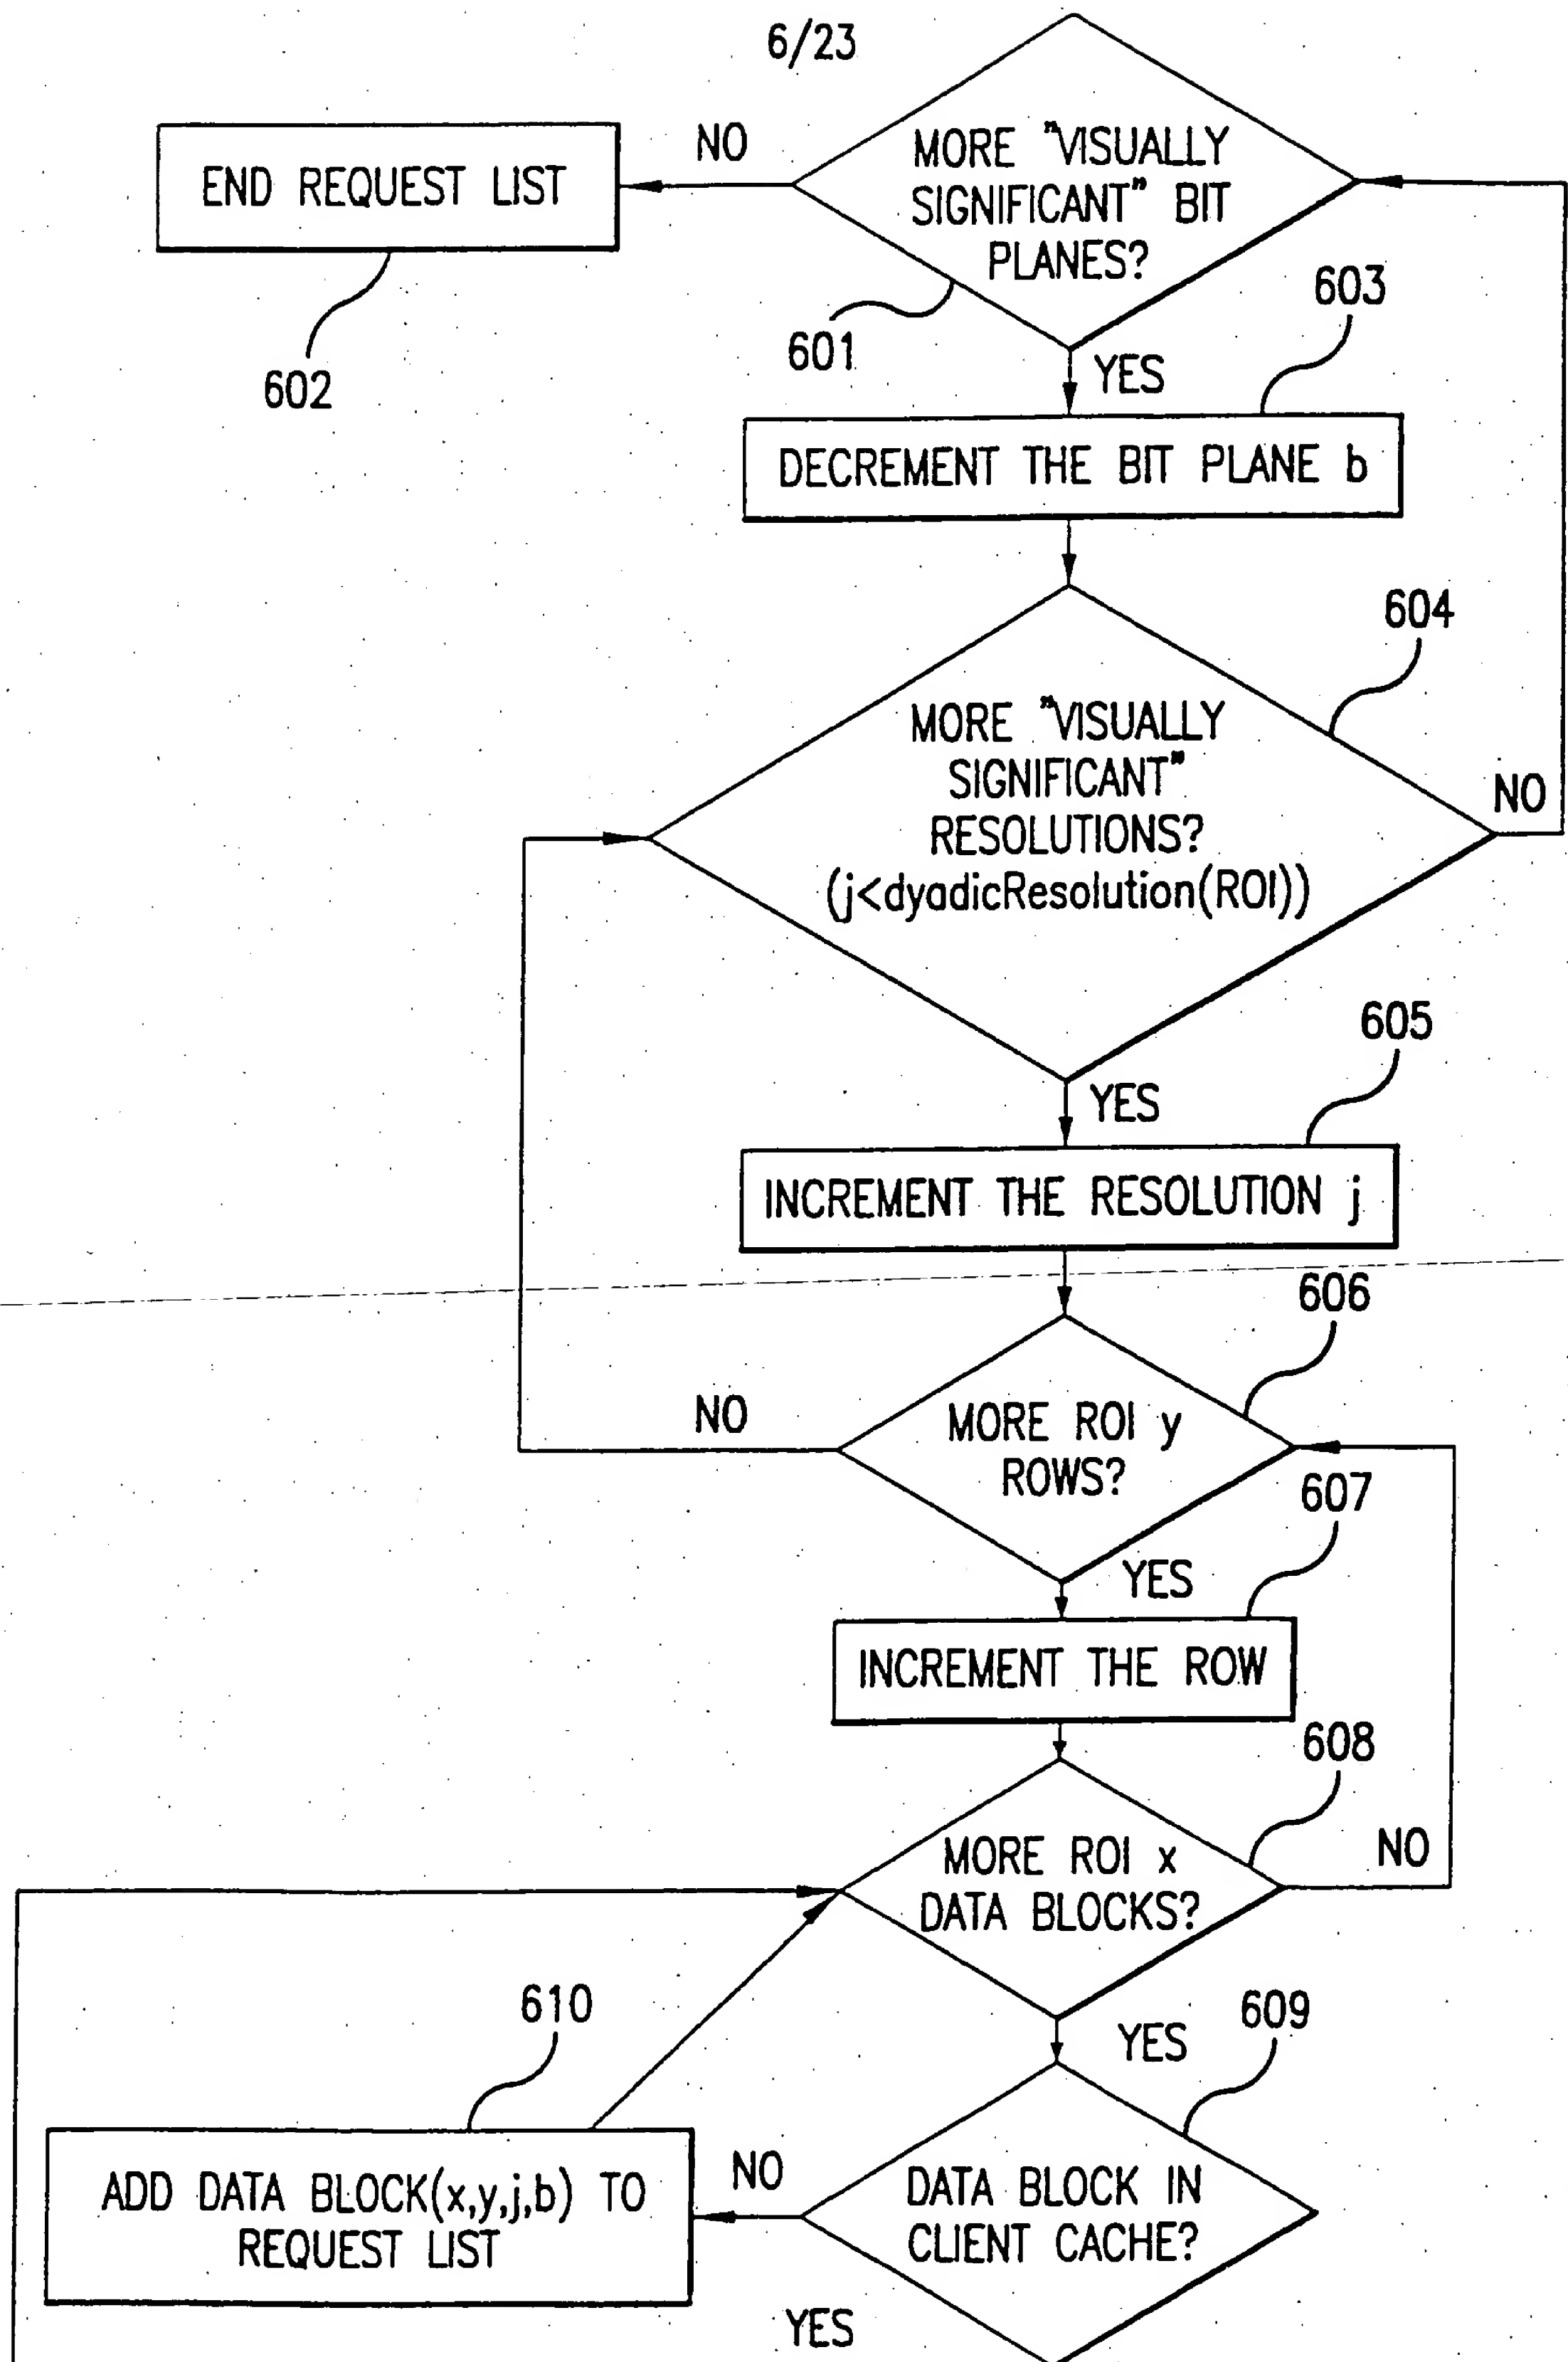 6/23
MORE "VISUALLY
SIGNIFICANT" BIT
PLANES?
NO
END REQUEST LIST
601
602
YES
603
DECREMENT THE BIT PLANE b
604
MORE "VISUALLY
SIGNIFICANT"
RESOLUTIONS?
(j<dyadicResolution(ROI))
NO
YES
605
INCREMENT THE RESOLUTION j
606
MORE ROI y
ROWS?
NO
YES
607
INCREMENT THE ROW
608
MORE ROI x
DATA BLOCKS?
NO
YES
609
610
DATA BLOCK IN
CLIENT CACHE?
NO
ADD DATA BLOCK(x,y,j,b) TO
REQUEST LIST
YES